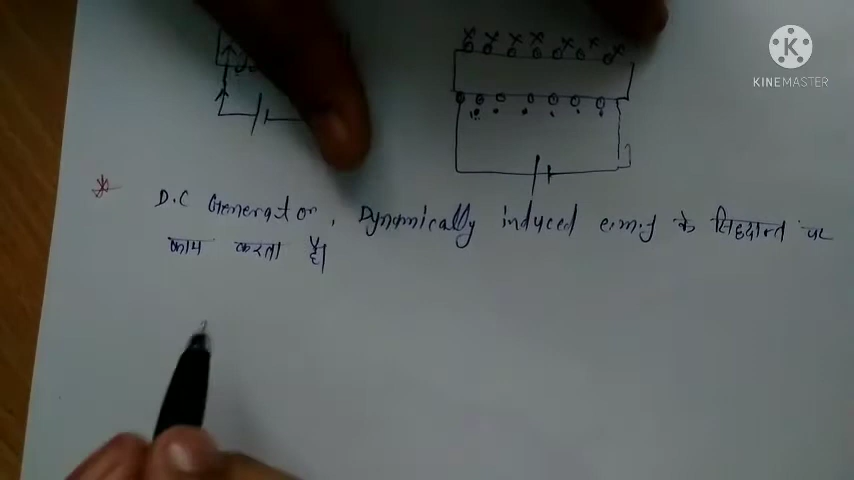 KINEMASTER
* D.C Generator, Dynamically induced e.m.f के सिध्दान्त पर
काम करता है।